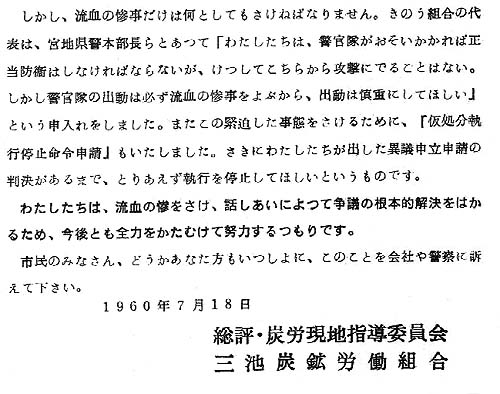 しかし、流血の惨事だけは何としてもさけねばなりません。きのう組合の代
表は、宮地県警本部長らとあつて「わたしたちは、警官隊がおそいかかれば正
当防衛はしなければならないが、けつしてこちらから攻撃にでることはない。
しかし警官隊の出動は必ず流血の惨事をよぶから、出動は慎重にしてほしい』
という申入れをしました。またこの緊迫した事態をさけるために、『仮処分執
行停止命令申請』もいたしました。さきにわたしたちが出した異議申立申請の
判決があるまで、とりあえず執行を停止してほしいというものです。
わたしたちは、流血の惨をさけ、話しあいによつて争議の根本的解決をはか
るため、今後とも全力をかたむけて努力するつもりです。
市民のみなさん、どうかあなた方もいつしよに、このことを会社や警察に訴
えて下さい。
1960年7月18日
総評・炭労現地指導委員会
三池炭鉱労働組合